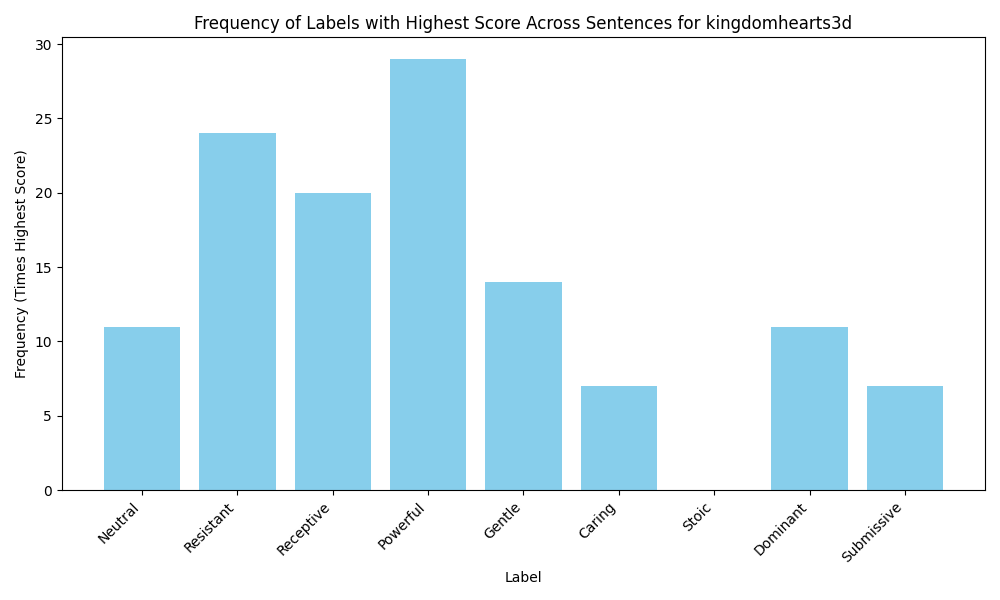 Frequency of Labels with Highest Score Across Sentences for kingdomhearts3d
Frequency (Times Highest Score)
30
25
20
15
10
5
0
Neutral
Resistant
Receptive
Powerful
Gentle
Caring
Stoic
Dominant
Submissive
Label